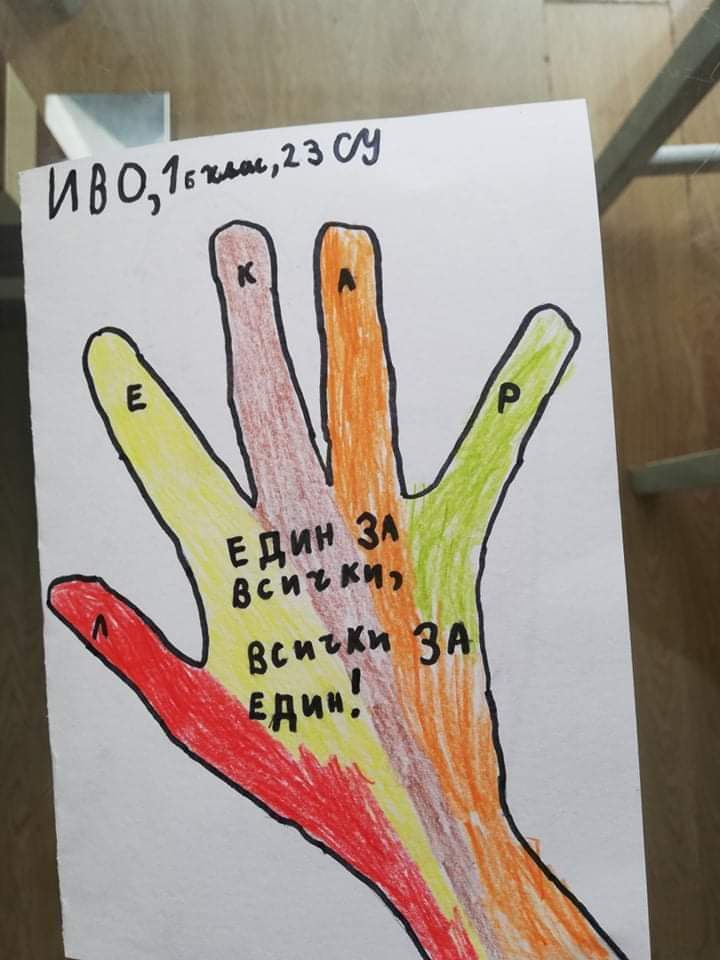 ИВО, 1б клас, 23 СУ
Л Е К А Р
ЕДИН ЗА
ВСИЧКИ,
ВСИЧКИ ЗА
ЕДИН!